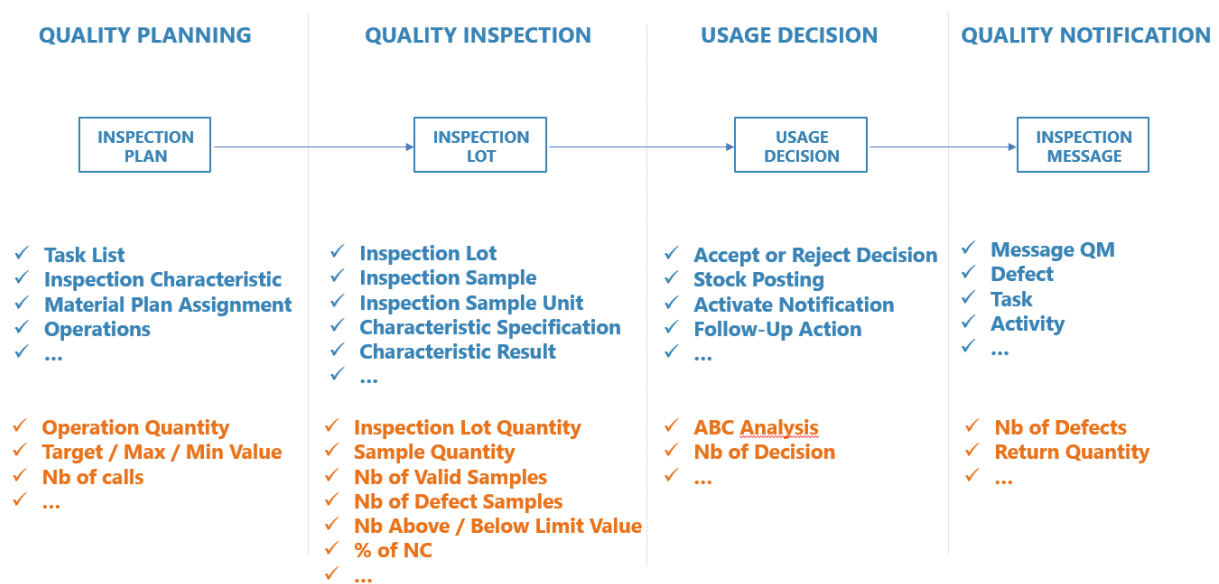 QUALITY PLANNING
QUALITY INSPECTION
USAGE DECISION
QUALITY NOTIFICATION
INSPECTION
PLAN
INSPECTION
LOT
USAGE
DECISION
INSPECTION
MESSAGE
✓ Task List
✓ Inspection Characteristic
✓ Material Plan Assignment
✓ Operations
✓ ...
✓ Inspection Lot
✓ Inspection Sample
✓ Inspection Sample Unit
✓ Characteristic Specification
✓ Characteristic Result
✓ ...
✓ Accept or Reject Decision
✓ Stock Posting
✓ Activate Notification
✓ Follow-Up Action
✓ ...
✓ Message QM
✓ Defect
✓ Task
✓ Activity
✓ ...
✓ Operation Quantity
✓ Target / Max / Min Value
✓ Nb of calls
✓ ...
✓ Inspection Lot Quantity
✓ Sample Quantity
✓ Nb of Valid Samples
✓ Nb of Defect Samples
✓ Nb Above / Below Limit Value
✓ % of NC
✓ ...
✓ ABC Analysis
✓ Nb of Decision
✓ ...
✓ Nb of Defects
✓ Return Quantity
✓ ...